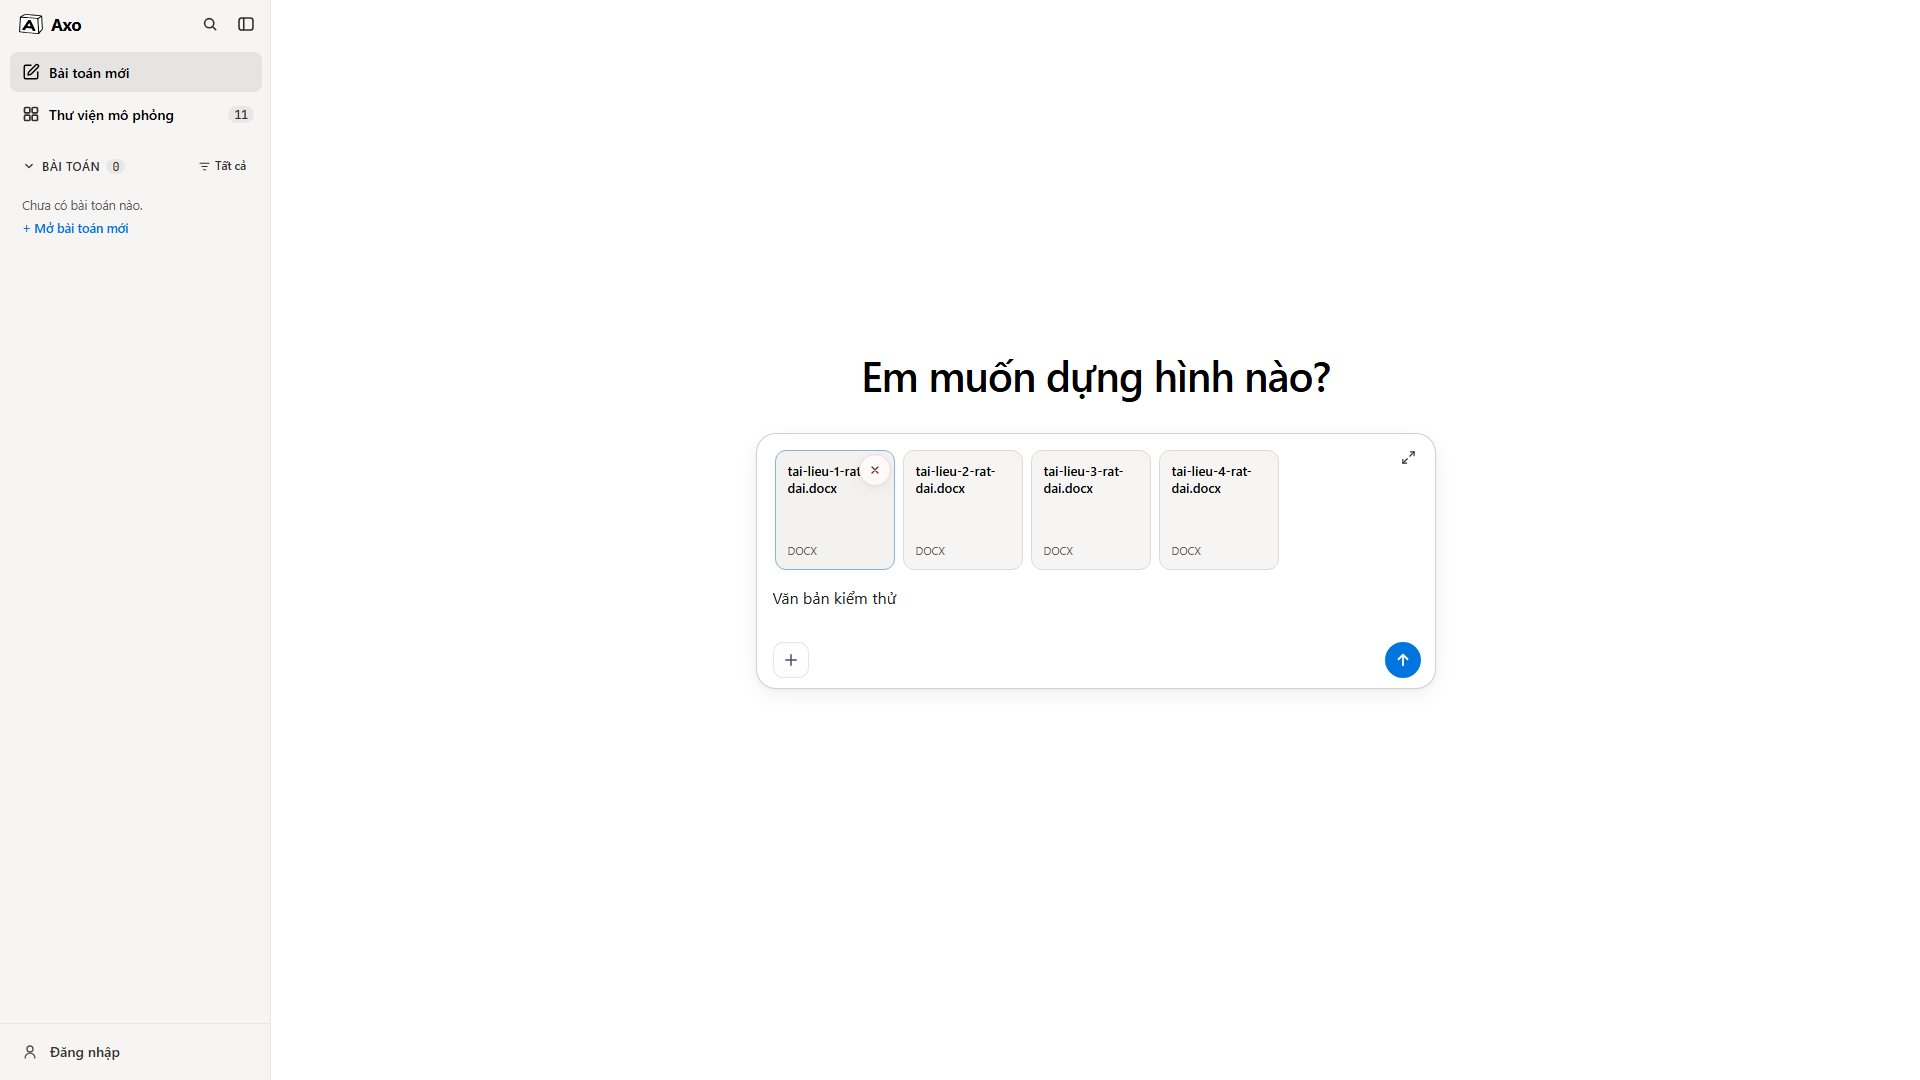 Axo
Bài toán mới
Thư viện mô phỏng 11
BÀI TOÁN 0 Tất cả
Chưa có bài toán nào.
+ Mở bài toán mới
Em muốn dựng hình nào?
tai-lieu-1-rat-
dai.docx
DOCX
tai-lieu-2-rat-
dai.docx
DOCX
tai-lieu-3-rat-
dai.docx
DOCX
tai-lieu-4-rat-
dai.docx
DOCX
Văn bản kiểm thử
Đăng nhập